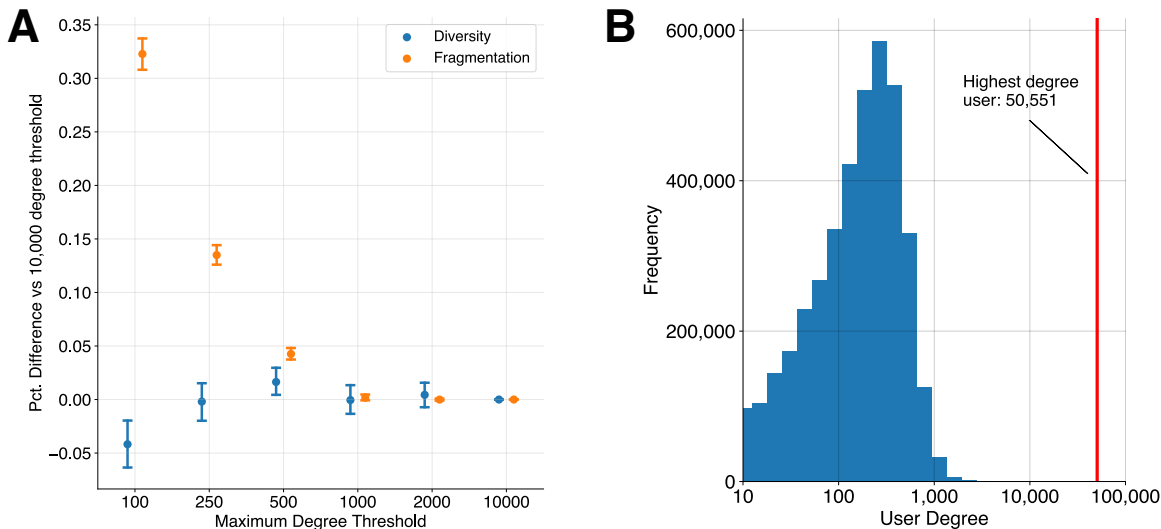 A
Pct. Difference vs 10,000 degree threshold
0.35
0.30
0.25
0.20
0.15
0.10
0.05
0.00
−0.05
Diversity
Fragmentation
100 250 500 1000 2000 10000
Maximum Degree Threshold
B
Frequency
600,000
400,000
200,000
0
Highest degree
user: 50,551
10 100 1,000 10,000 100,000
User Degree